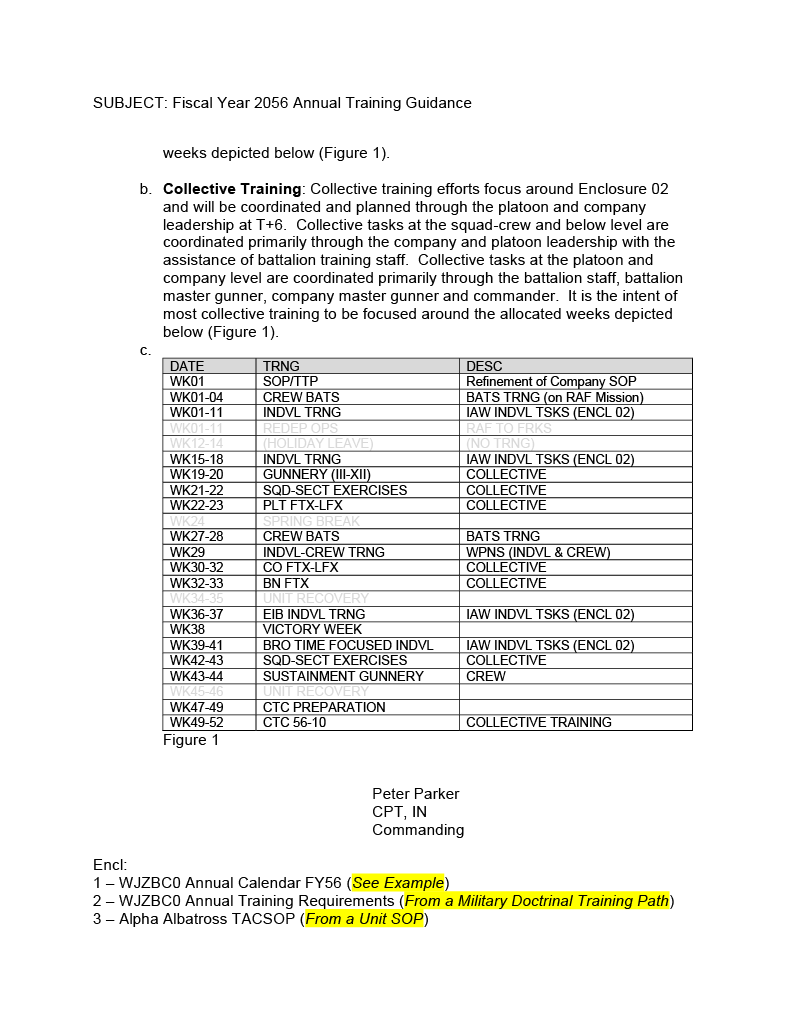 SUBJECT: Fiscal Year 2056 Annual Training Guidance
weeks depicted below (Figure 1).
b. Collective Training: Collective training efforts focus around Enclosure 02
and will be coordinated and planned through the platoon and company
leadership at T+6. Collective tasks at the squad-crew and below level are
coordinated primarily through the company and platoon leadership with the
assistance of battalion training staff. Collective tasks at the platoon and
company level are coordinated primarily through the battalion staff, battalion
master gunner, company master gunner and commander. It is the intent of
most collective training to be focused around the allocated weeks depicted
below (Figure 1).
c.
DATE TRNG DESC
WK01 SOP/TTP Refinement of Company SOP
WK01-04 CREW BATS BATS TRNG (on RAF Mission)
WK01-11 INDVL TRNG IAW INDVL TSKS (ENCL 02)
WK01-11 REDEP OPS RAF TO FRKS
WK12-14 (HOLIDAY LEAVE) (NO TRNG)
WK15-18 INDVL TRNG IAW INDVL TSKS (ENCL 02)
WK19-20 GUNNERY (III-XII) COLLECTIVE
WK21-22 SQD-SECT EXERCISES COLLECTIVE
WK22-23 PLT FTX-LFX COLLECTIVE
WK24 SPRING BREAK
WK27-28 CREW BATS BATS TRNG
WK29 INDVL-CREW TRNG WPNS (INDVL & CREW)
WK30-32 CO FTX-LFX COLLECTIVE
WK32-33 BN FTX COLLECTIVE
WK34-35 UNIT RECOVERY
WK36-37 EIB INDVL TRNG IAW INDVL TSKS (ENCL 02)
WK38 VICTORY WEEK
WK39-41 BRO TIME FOCUSED INDVL IAW INDVL TSKS (ENCL 02)
WK42-43 SQD-SECT EXERCISES COLLECTIVE
WK43-44 SUSTAINMENT GUNNERY CREW
WK45-46 UNIT RECOVERY
WK47-49 CTC PREPARATION
WK49-52 CTC 56-10 COLLECTIVE TRAINING
Figure 1
Peter Parker
CPT, IN
Commanding
Encl:
1 – WJZBC0 Annual Calendar FY56 (See Example)
2 – WJZBC0 Annual Training Requirements (From a Military Doctrinal Training Path)
3 – Alpha Albatross TACSOP (From a Unit SOP)